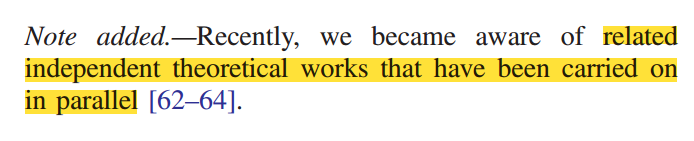 Note added.—Recently, we became aware of related
independent theoretical works that have been carried on
in parallel [62–64].